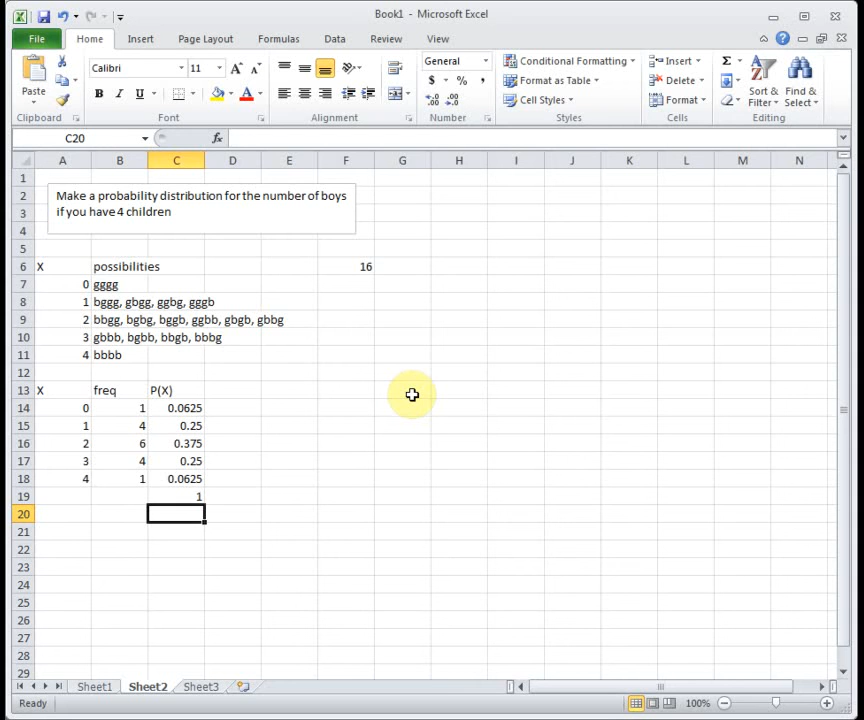 Book1 - Microsoft Excel
File Home Insert Page Layout Formulas Data Review View
Calibri 11 A A General Conditional Formatting Insert Σ
Paste $ % , Format as Table Delete Sort & Find &
B I U A .00 .0 Cell Styles Format Filter Select
Clipboard Font Alignment Number Styles Cells Editing
C20 fx
A B C D E F G H I J K L M N
1
2 Make a probability distribution for the number of boys
3 if you have 4 children
4
5
6 X possibilities 16
7 0 gggg
8 1 bggg, gbgg, ggbg, gggb
9 2 bbgg, bgbg, bggb, ggbb, gbgb, gbbg
10 3 gbbb, bgbb, bbgb, bbbg
11 4 bbbb
12
13 X freq P(X)
14 0 1 0.0625
15 1 4 0.25
16 2 6 0.375
17 3 4 0.25
18 4 1 0.0625
19 1
20
21
22
23
24
25
26
27
28
29
Sheet1 Sheet2 Sheet3
Ready 100%